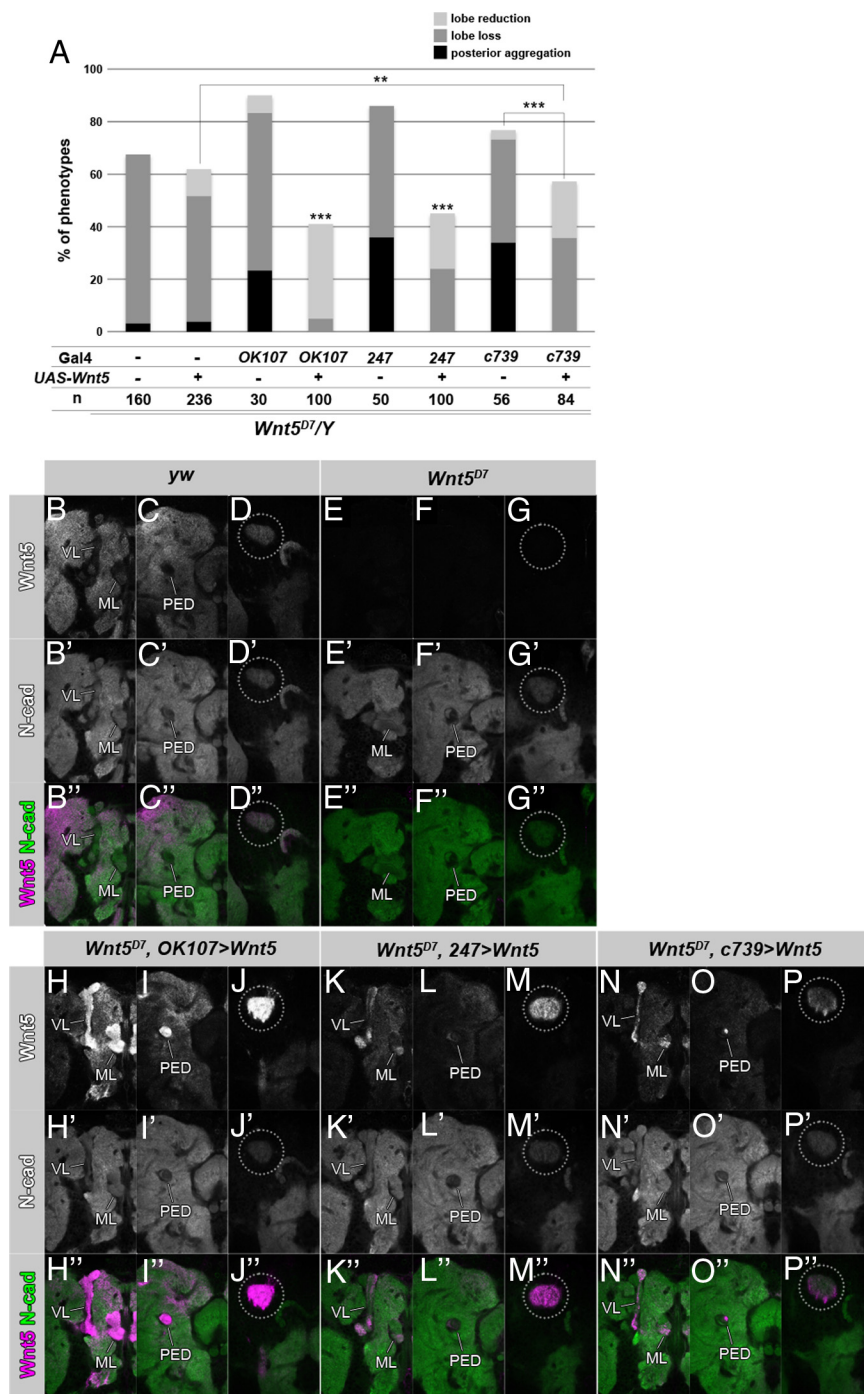 lobe reduction
lobe loss
posterior aggregation
A
100
80
60
40
20
0
% of phenotypes
**
***
***
***
Gal4 - - OK107 OK107 247 247 c739 c739
UAS-Wnt5 - + - + - + - +
n 160 236 30 100 50 100 56 84
Wnt5D7/Y
yw Wnt5D7
Wnt5
B C D E F G
VL ML PED
N-cad
B' C' D' E' F' G'
VL ML PED ML PED
Wnt5 N-cad
B'' C'' D'' E'' F'' G''
VL ML PED ML PED
Wnt5D7, OK107>Wnt5 Wnt5D7, 247>Wnt5 Wnt5D7, c739>Wnt5
Wnt5
H I J K L M N O P
VL ML PED VL ML PED VL ML PED
N-cad
H' I' J' K' L' M' N' O' P'
VL ML PED VL ML PED VL ML PED
Wnt5 N-cad
H'' I'' J'' K'' L'' M'' N'' O'' P''
VL ML PED VL ML PED VL ML PED